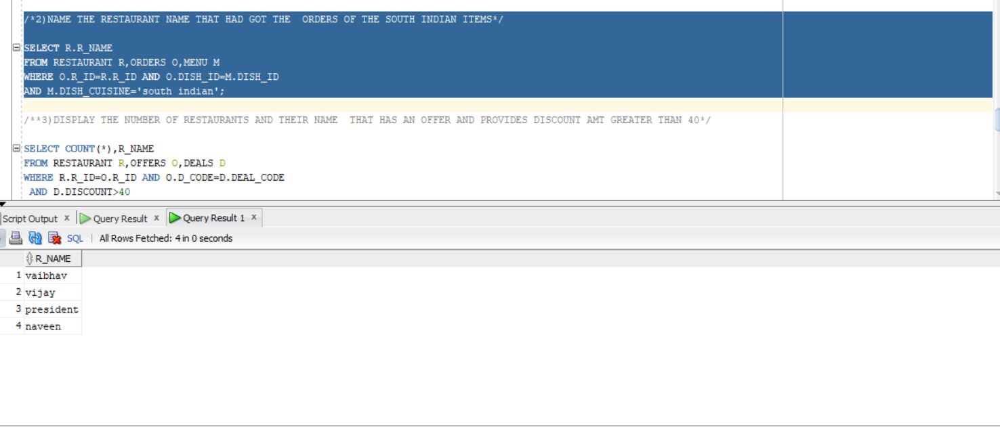 /*2)NAME THE RESTAURANT NAME THAT HAD GOT THE  ORDERS OF THE SOUTH INDIAN ITEMS*/
SELECT R.R_NAME
FROM RESTAURANT R,ORDERS O,MENU M
WHERE O.R_ID=R.R_ID AND O.DISH_ID=M.DISH_ID
AND M.DISH_CUISINE='south indian';
/**3)DISPLAY THE NUMBER OF RESTAURANTS AND THEIR NAME  THAT HAS AN OFFER AND PROVIDES DISCOUNT AMT GREATER THAN 40*/
SELECT COUNT(*),R_NAME
FROM RESTAURANT R,OFFERS O,DEALS D
WHERE R.R_ID=O.R_ID AND O.D_CODE=D.DEAL_CODE
 AND D.DISCOUNT>40
Script Output x Query Result x Query Result 1 x
SQL | All Rows Fetched: 4 in 0 seconds
R_NAME
1 vaibhav
2 vijay
3 president
4 naveen